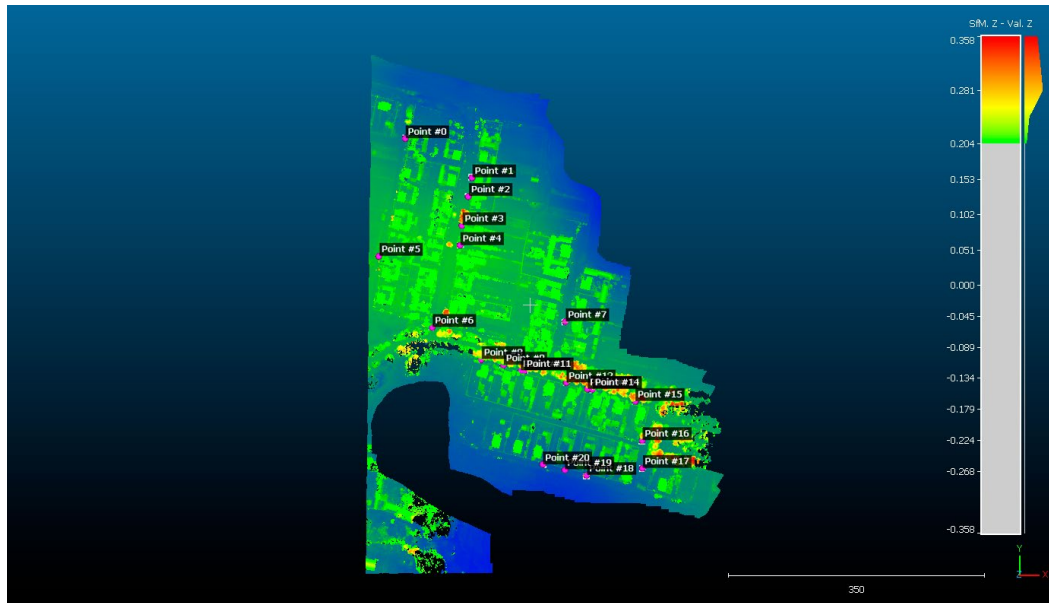 SfM. Z - Val. Z
0.358
0.281
0.204
0.153
0.102
0.051
0.000
-0.045
-0.089
-0.134
-0.179
-0.224
-0.268
-0.358
Point #0
Point #1
Point #2
Point #3
Point #4
Point #5
Point #6
Point #7
Point #11
Point #14
Point #15
Point #16
Point #17
Point #20
#19
#18
Y
Z
X
350